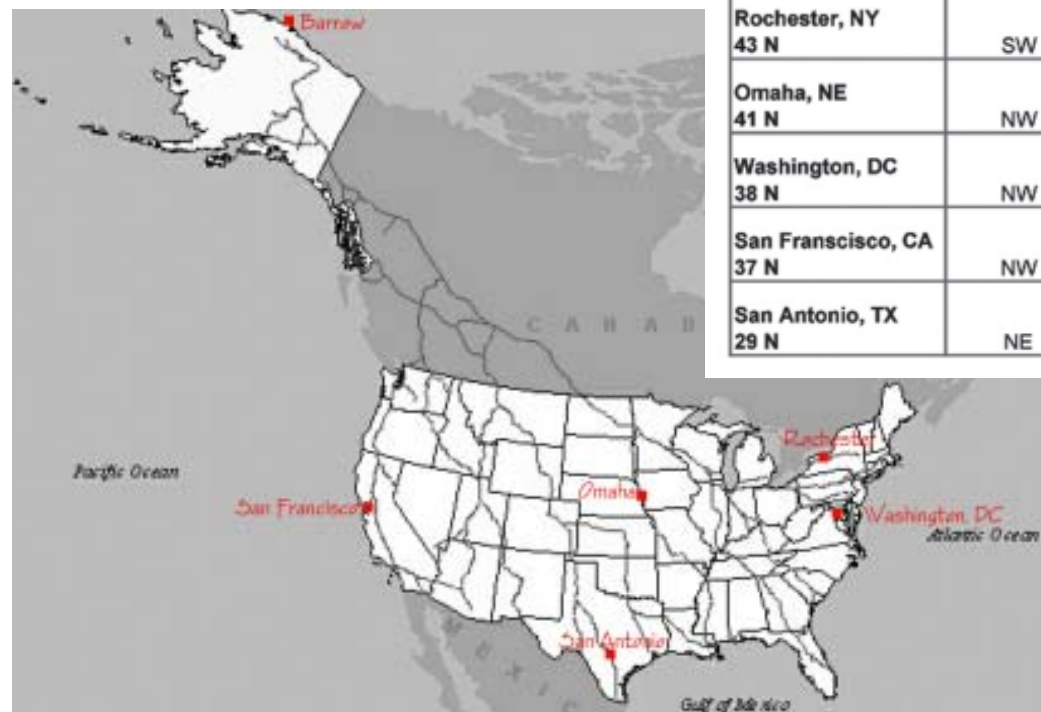 Barrow
Rochester, NY
43 N SW
Omaha, NE
41 N NW
Washington, DC
38 N NW
San Franscisco, CA
37 N NW
San Antonio, TX
29 N NE
C A N A D
Rochester
Pacific Ocean
Omaha
San Francisco
Washington, DC
Atlantic Ocean
San Antonio
M E X I C
Gulf of Mexico